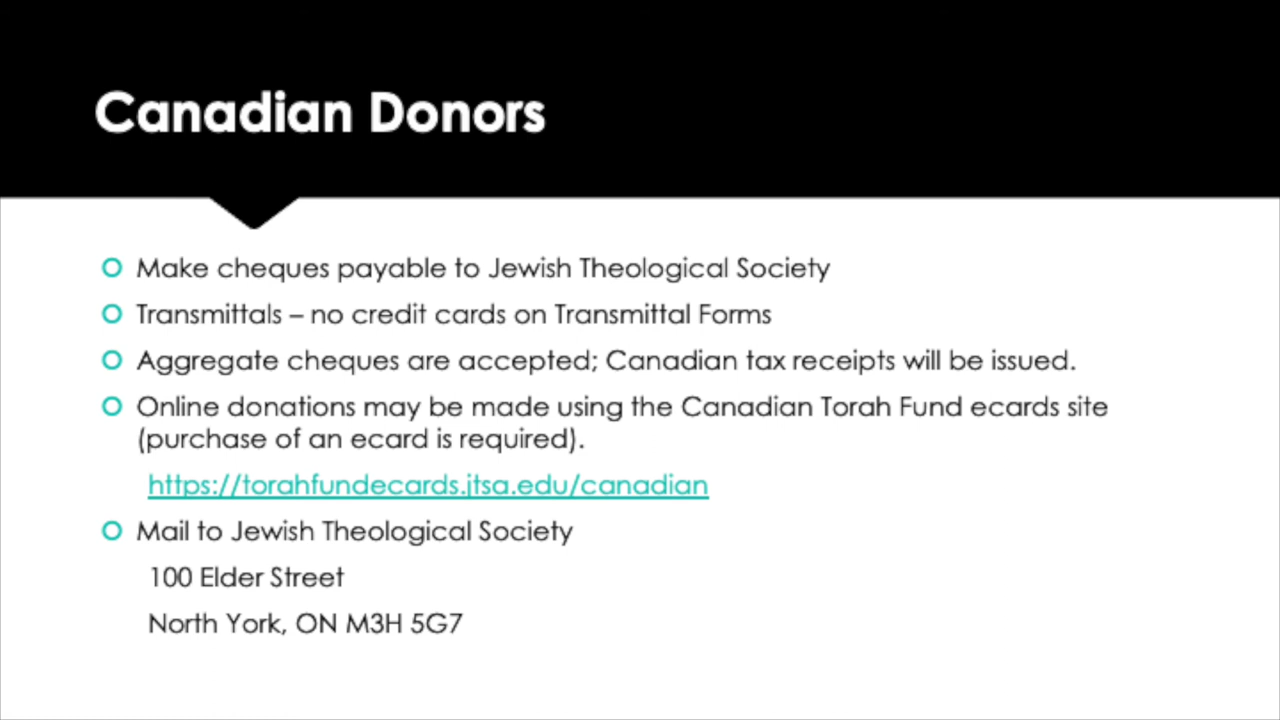 Canadian Donors
Make cheques payable to Jewish Theological Society
Transmittals – no credit cards on Transmittal Forms
Aggregate cheques are accepted; Canadian tax receipts will be issued.
Online donations may be made using the Canadian Torah Fund ecards site
(purchase of an ecard is required).
https://torahfundecards.jtsa.edu/canadian
Mail to Jewish Theological Society
100 Elder Street
North York, ON M3H 5G7